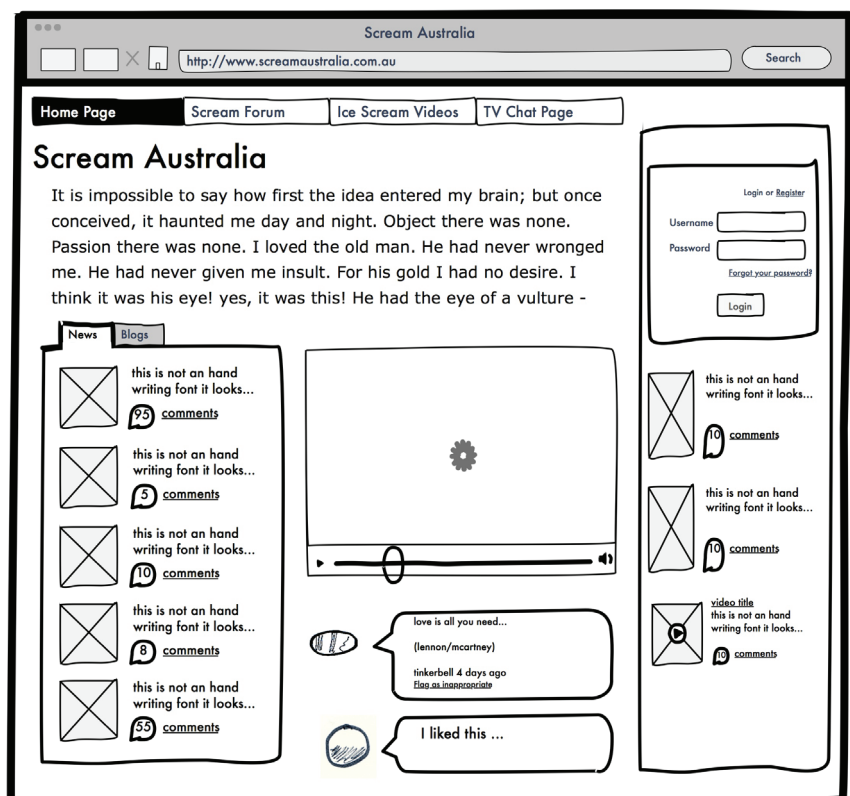 Scream Australia
http://www.screamaustralia.com.au
Search
Home Page
Scream Forum
Ice Scream Videos
TV Chat Page
Scream Australia
It is impossible to say how first the idea entered my brain; but once
conceived, it haunted me day and night. Object there was none.
Passion there was none. I loved the old man. He had never wronged
me. He had never given me insult. For his gold I had no desire. I
think it was his eye! yes, it was this! He had the eye of a vulture -
News
Blogs
this is not an hand
writing font it looks...
95 comments
this is not an hand
writing font it looks...
5 comments
this is not an hand
writing font it looks...
10 comments
this is not an hand
writing font it looks...
8 comments
this is not an hand
writing font it looks...
55 comments
love is all you need...
(lennon/mcartney)
tinkerbell 4 days ago
Flag as inappropriate
I liked this ...
Login or Register
Username
Password
Forgot your password?
Login
this is not an hand
writing font it looks...
10 comments
this is not an hand
writing font it looks...
10 comments
video title
this is not an hand
writing font it looks...
10 comments